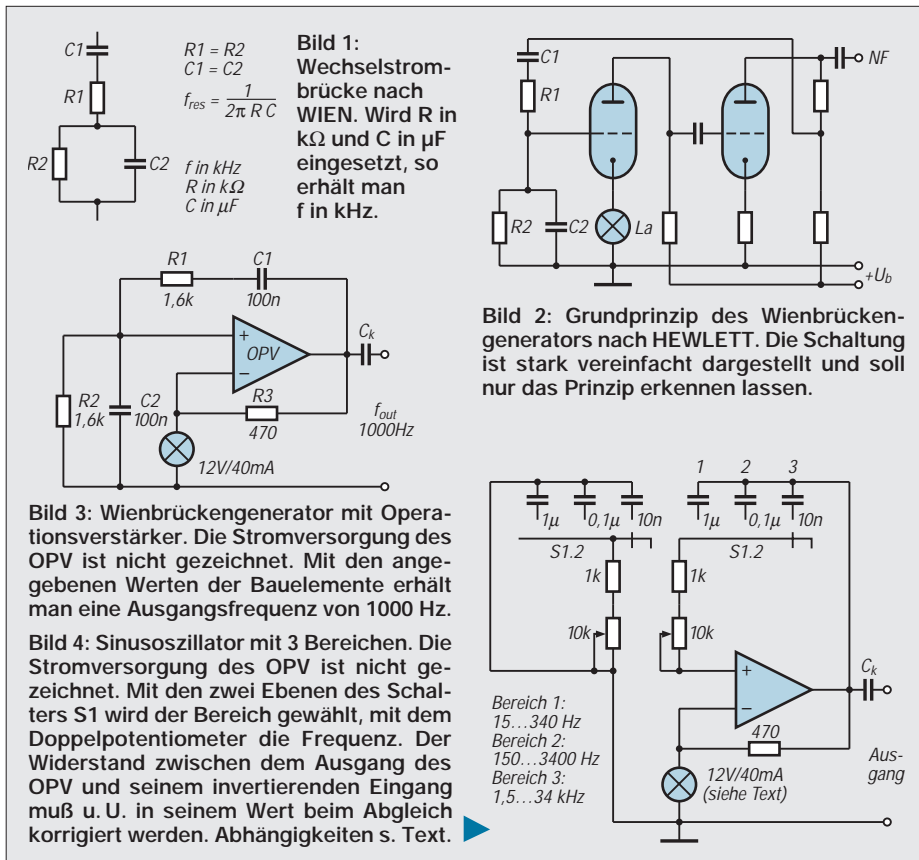 C1
R1
R2
C2
R1 = R2
C1 = C2
f_res = 1 / (2π R C)
f in kHz
R in kΩ
C in µF
Bild 1:
Wechselstrom-
brücke nach
WIEN. Wird R in
kΩ und C in µF
eingesetzt, so
erhält man
f in kHz.
C1
R1
R2
C2
La
NF
+U_b
Bild 2: Grundprinzip des Wienbrücken-
generators nach HEWLETT. Die Schaltung
ist stark vereinfacht dargestellt und soll
nur das Prinzip erkennen lassen.
R1
1,6k
C1
100n
+
OPV
−
C_k
R2
1,6k
C2
100n
R3
470
f_out
1000Hz
12V/40mA
Bild 3: Wienbrückengenerator mit Opera-
tionsverstärker. Die Stromversorgung des
OPV ist nicht gezeichnet. Mit den ange-
gebenen Werten der Bauelemente erhält
man eine Ausgangsfrequenz von 1000 Hz.
Bild 4: Sinusoszillator mit 3 Bereichen. Die
Stromversorgung des OPV ist nicht ge-
zeichnet. Mit den zwei Ebenen des Schal-
ters S1 wird der Bereich gewählt, mit dem
Doppelpotentiometer die Frequenz. Der
Widerstand zwischen dem Ausgang des
OPV und seinem invertierenden Eingang
muß u. U. in seinem Wert beim Abgleich
korrigiert werden. Abhängigkeiten s. Text.
1 2 3
1µ 0,1µ 10n
1µ 0,1µ 10n
S1.2
S1.2
1k
1k
10k
10k
+
−
C_k
470
Bereich 1:
15...340 Hz
Bereich 2:
150...3400 Hz
Bereich 3:
1,5...34 kHz
12V/40mA
(siehe Text)
Aus-
gang